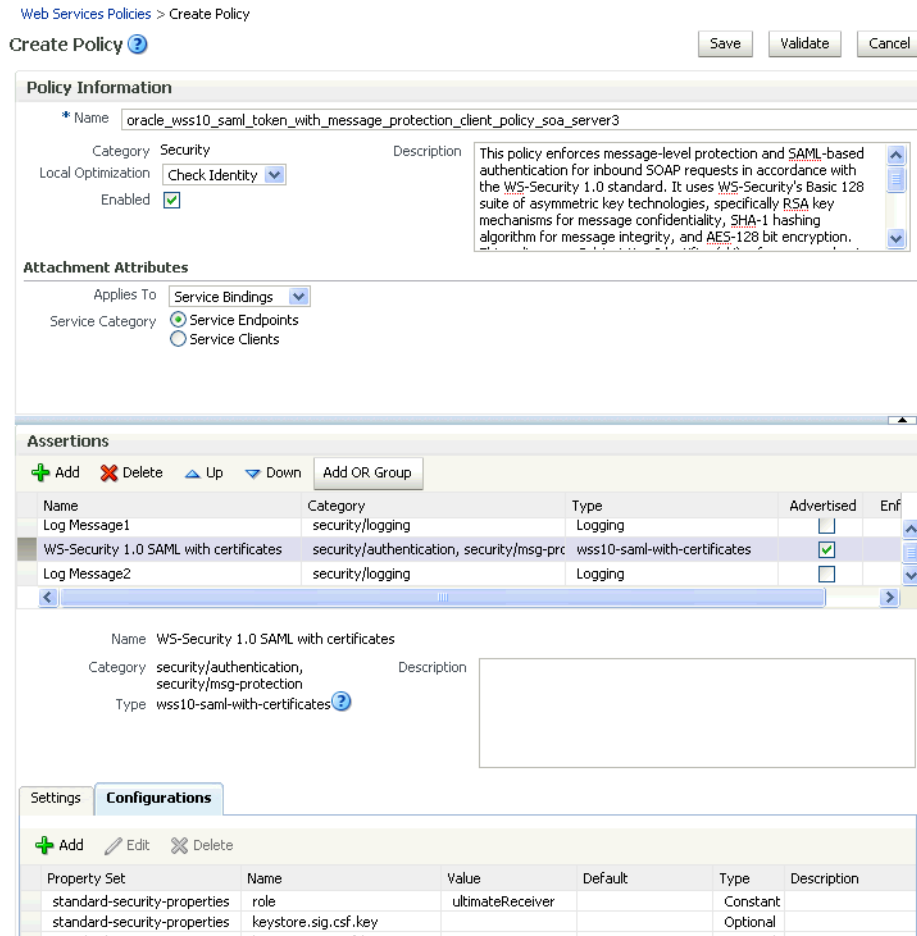 Web Services Policies > Create Policy
Create Policy ?
Save Validate Cancel
Policy Information
* Name oracle_wss10_saml_token_with_message_protection_client_policy_soa_server3
Category Security
Local Optimization Check Identity
Enabled
Description This policy enforces message-level protection and SAML-based
authentication for inbound SOAP requests in accordance with
the WS-Security 1.0 standard. It uses WS-Security's Basic 128
suite of asymmetric key technologies, specifically RSA key
mechanisms for message confidentiality, SHA-1 hashing
algorithm for message integrity, and AES-128 bit encryption.
Attachment Attributes
Applies To Service Bindings
Service Category Service Endpoints
Service Clients
Assertions
Add Delete Up Down Add OR Group
Name Category Type Advertised Enf
Log Message1 security/logging Logging
WS-Security 1.0 SAML with certificates security/authentication, security/msg-prc wss10-saml-with-certificates
Log Message2 security/logging Logging
Name WS-Security 1.0 SAML with certificates
Category security/authentication,
security/msg-protection
Type wss10-saml-with-certificates ?
Description
Settings Configurations
Add Edit Delete
Property Set Name Value Default Type Description
standard-security-properties role ultimateReceiver Constant
standard-security-properties keystore.sig.csf.key Optional